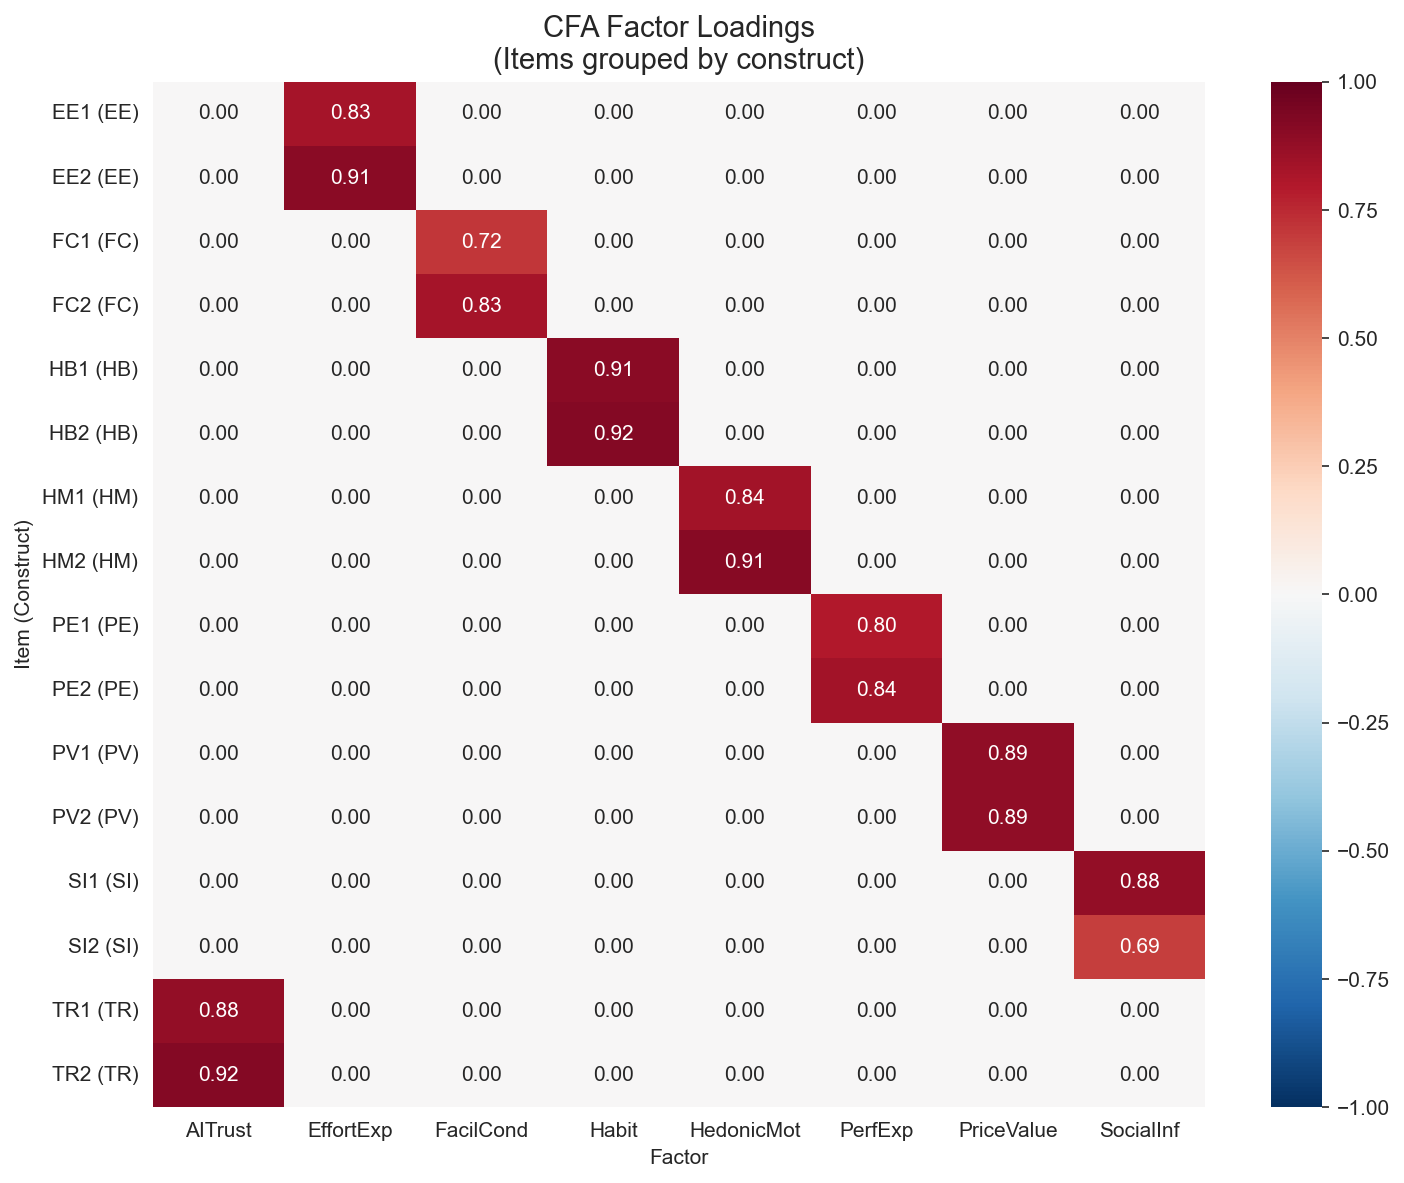 CFA Factor Loadings
(Items grouped by construct)
Item (Construct)
EE1 (EE) 0.00 0.83 0.00 0.00 0.00 0.00 0.00 0.00
EE2 (EE) 0.00 0.91 0.00 0.00 0.00 0.00 0.00 0.00
FC1 (FC) 0.00 0.00 0.72 0.00 0.00 0.00 0.00 0.00
FC2 (FC) 0.00 0.00 0.83 0.00 0.00 0.00 0.00 0.00
HB1 (HB) 0.00 0.00 0.00 0.91 0.00 0.00 0.00 0.00
HB2 (HB) 0.00 0.00 0.00 0.92 0.00 0.00 0.00 0.00
HM1 (HM) 0.00 0.00 0.00 0.00 0.84 0.00 0.00 0.00
HM2 (HM) 0.00 0.00 0.00 0.00 0.91 0.00 0.00 0.00
PE1 (PE) 0.00 0.00 0.00 0.00 0.00 0.80 0.00 0.00
PE2 (PE) 0.00 0.00 0.00 0.00 0.00 0.84 0.00 0.00
PV1 (PV) 0.00 0.00 0.00 0.00 0.00 0.00 0.89 0.00
PV2 (PV) 0.00 0.00 0.00 0.00 0.00 0.00 0.89 0.00
SI1 (SI) 0.00 0.00 0.00 0.00 0.00 0.00 0.00 0.88
SI2 (SI) 0.00 0.00 0.00 0.00 0.00 0.00 0.00 0.69
TR1 (TR) 0.88 0.00 0.00 0.00 0.00 0.00 0.00 0.00
TR2 (TR) 0.92 0.00 0.00 0.00 0.00 0.00 0.00 0.00
AITrust EffortExp FacilCond Habit HedonicMot PerfExp PriceValue SocialInf
Factor
1.00
0.75
0.50
0.25
0.00
−0.25
−0.50
−0.75
−1.00